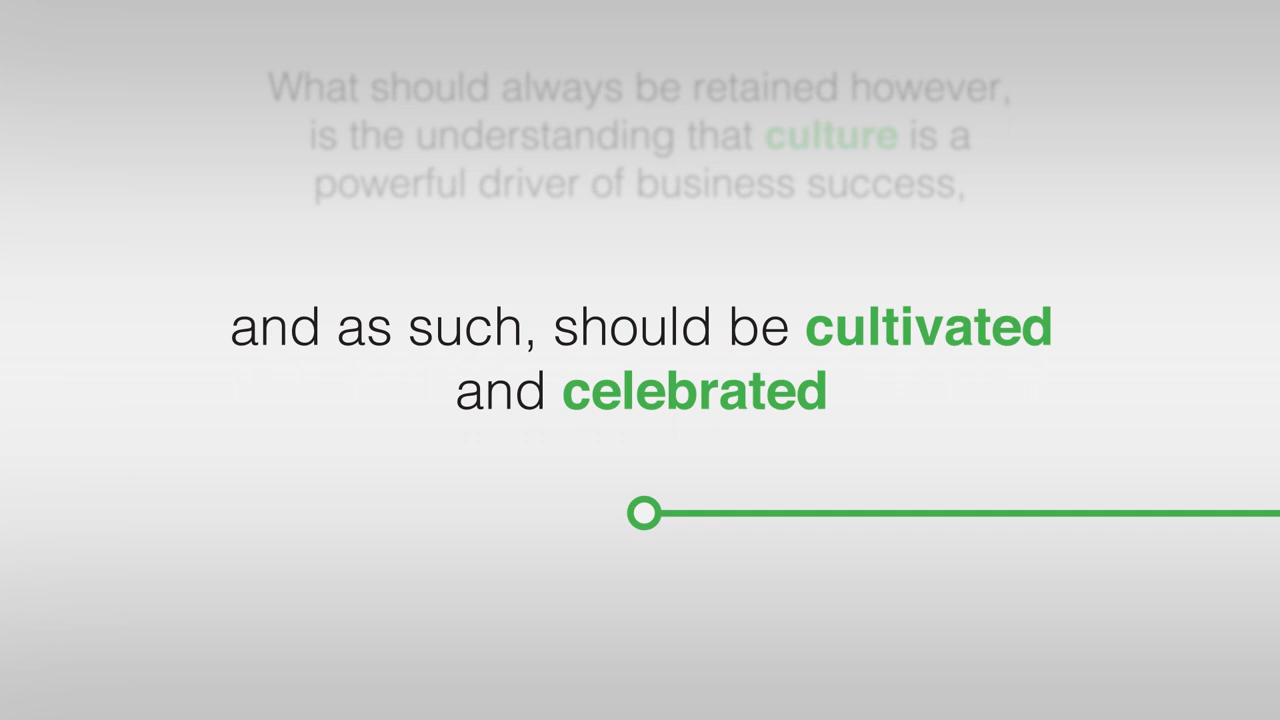 What should always be retained however,
is the understanding that culture is a
powerful driver of business success,
and as such, should be cultivated
and celebrated